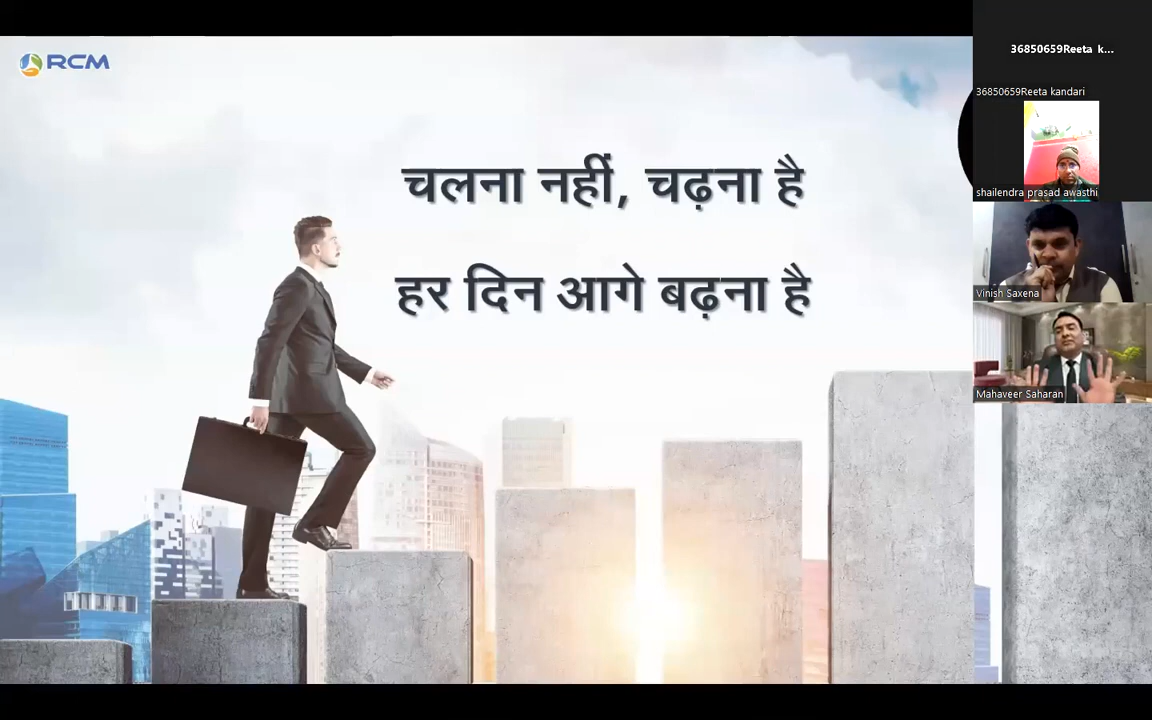 RCM
चलना नहीं, चढ़ना है
हर दिन आगे बढ़ना है
36850659Reeta k...
36850659Reeta kandari
shailendra prasad awasthi
Vinish Saxena
Mahaveer Saharan